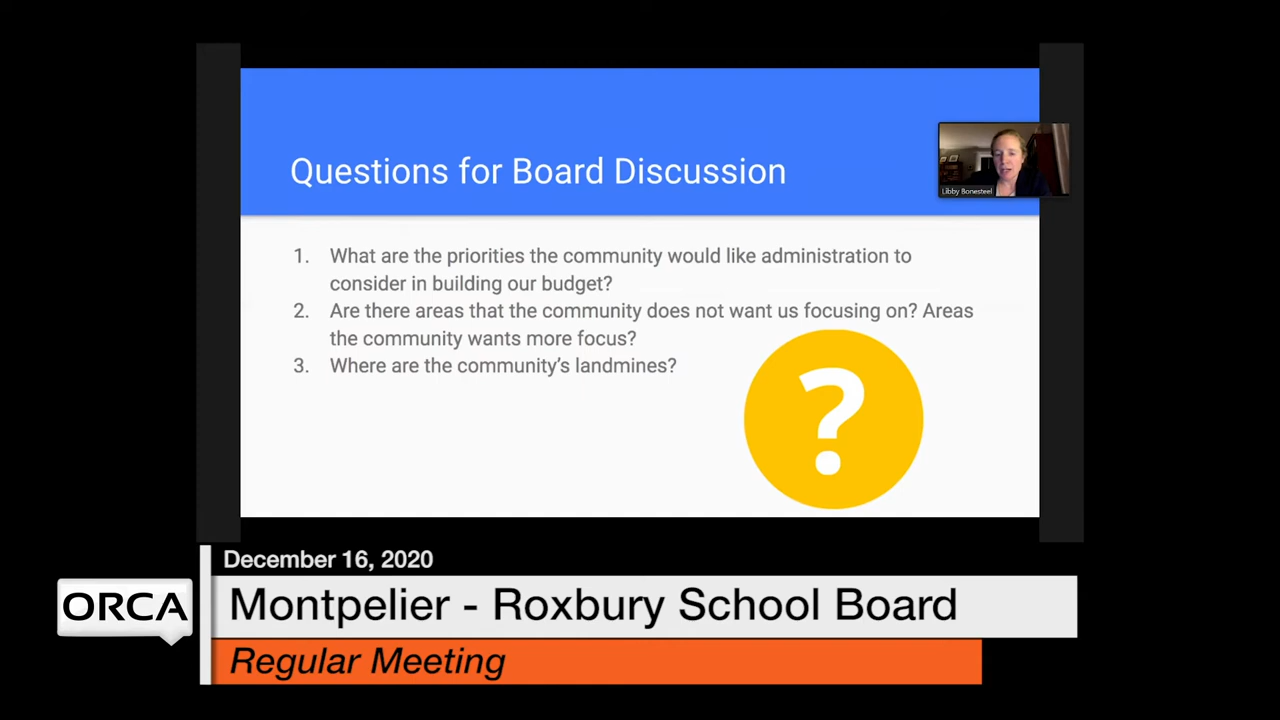 Questions for Board Discussion
Libby Bonesteel
1. What are the priorities the community would like administration to
consider in building our budget?
2. Are there areas that the community does not want us focusing on? Areas
the community wants more focus?
3. Where are the community's landmines?
?
December 16, 2020
ORCA
Montpelier - Roxbury School Board
Regular Meeting